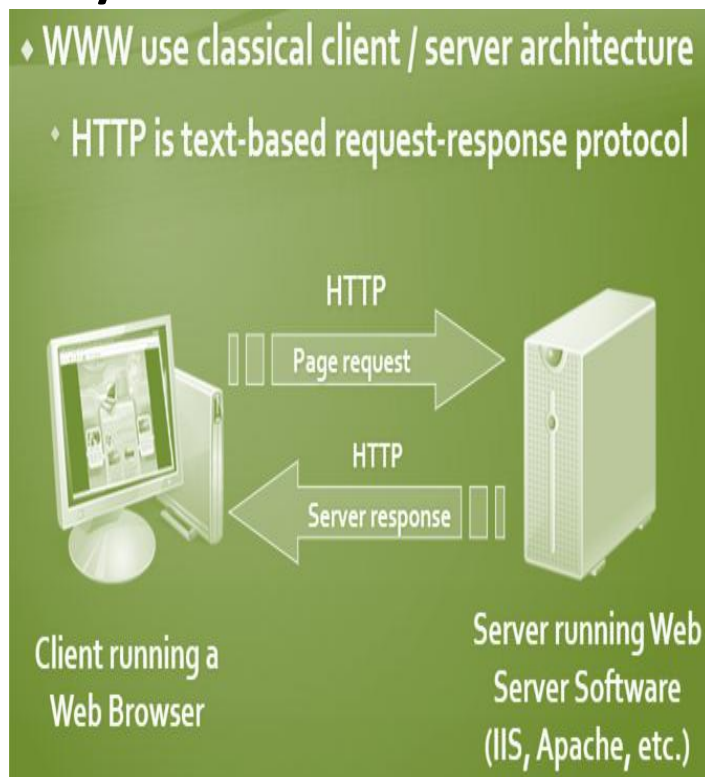 WWW use classical client / server architecture
HTTP is text-based request-response protocol
HTTP
Page request
HTTP
Server response
Client running a
Web Browser
Server running Web
Server Software
(IIS, Apache, etc.)